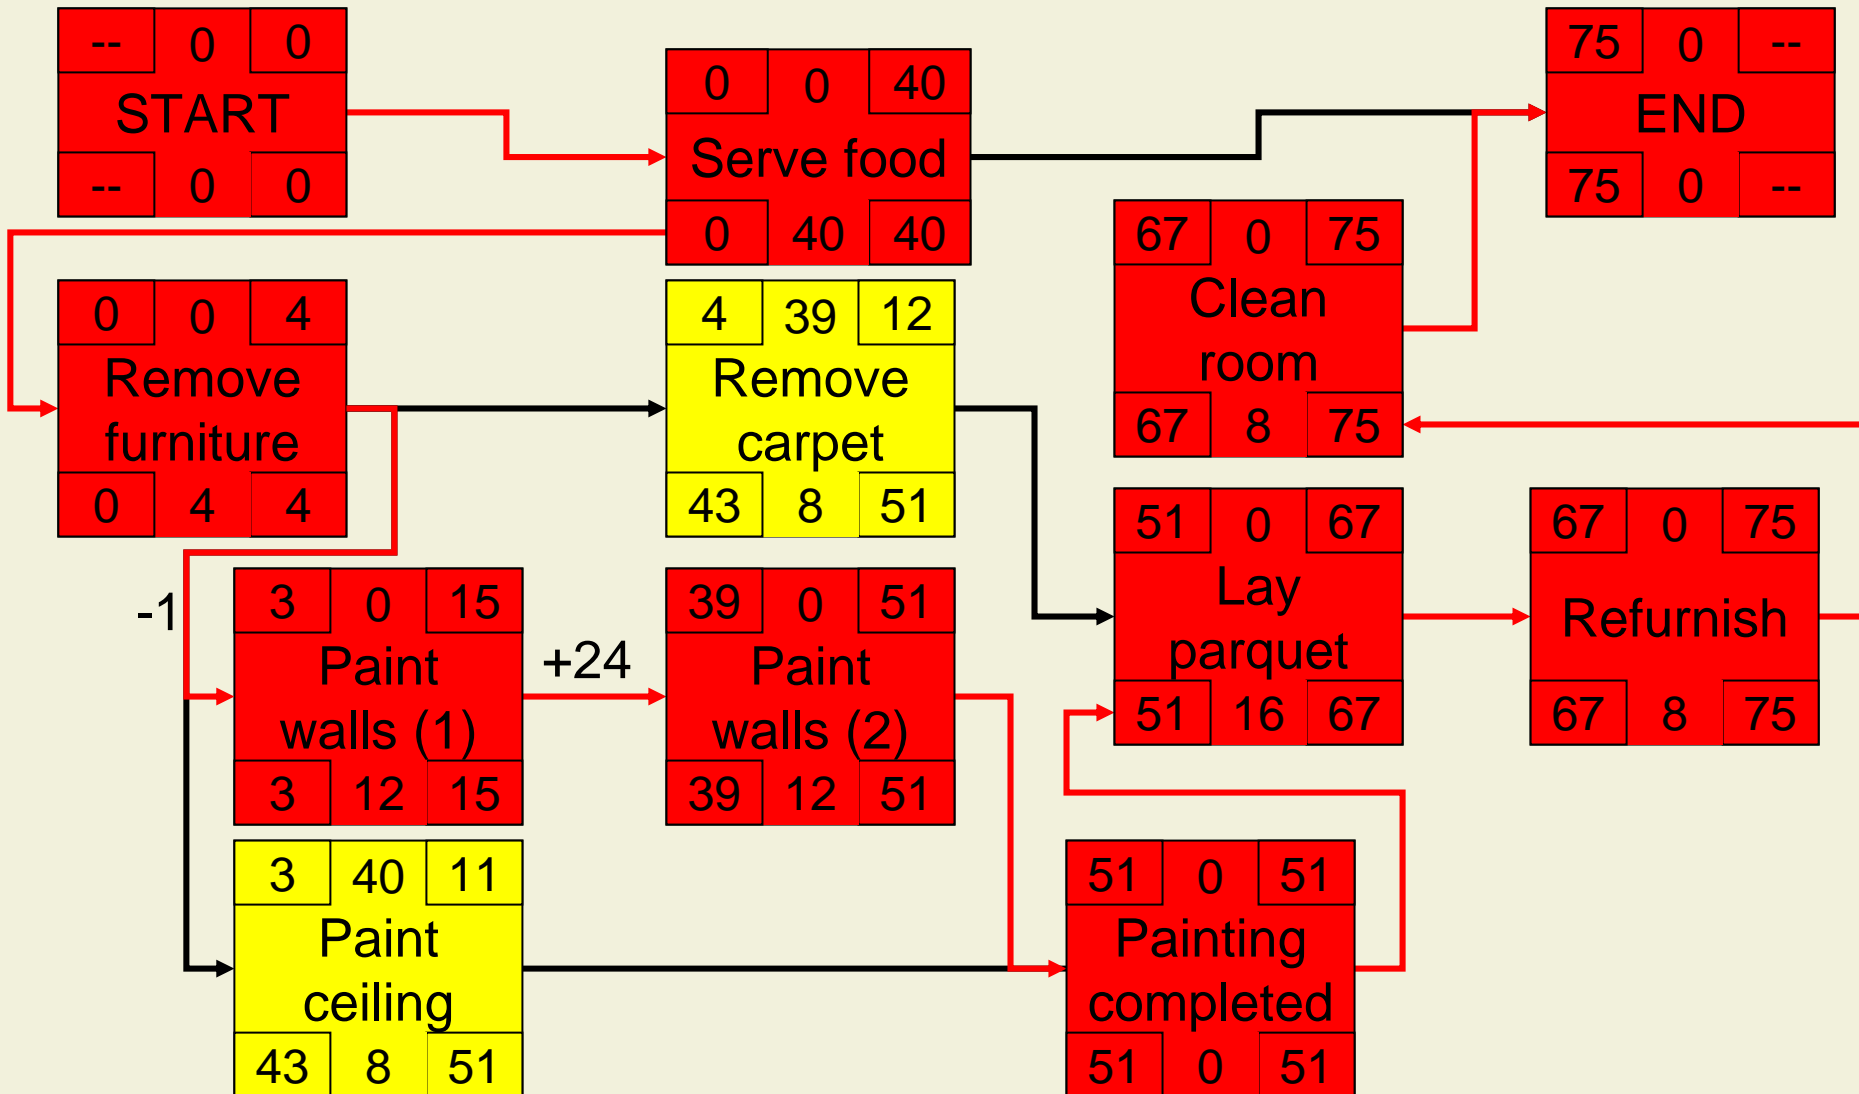 -- 0 0
START
-- 0 0
0 0 40
Serve food
0 40 40
75 0 --
END
75 0 --
67 0 75
Clean
room
67 8 75
0 0 4
Remove
furniture
0 4 4
4 39 12
Remove
carpet
43 8 51
51 0 67
Lay
parquet
51 16 67
67 0 75
Refurnish
67 8 75
-1
3 0 15
Paint
walls (1)
3 12 15
+24
39 0 51
Paint
walls (2)
39 12 51
3 40 11
Paint
ceiling
43 8 51
51 0 51
Painting
completed
51 0 51